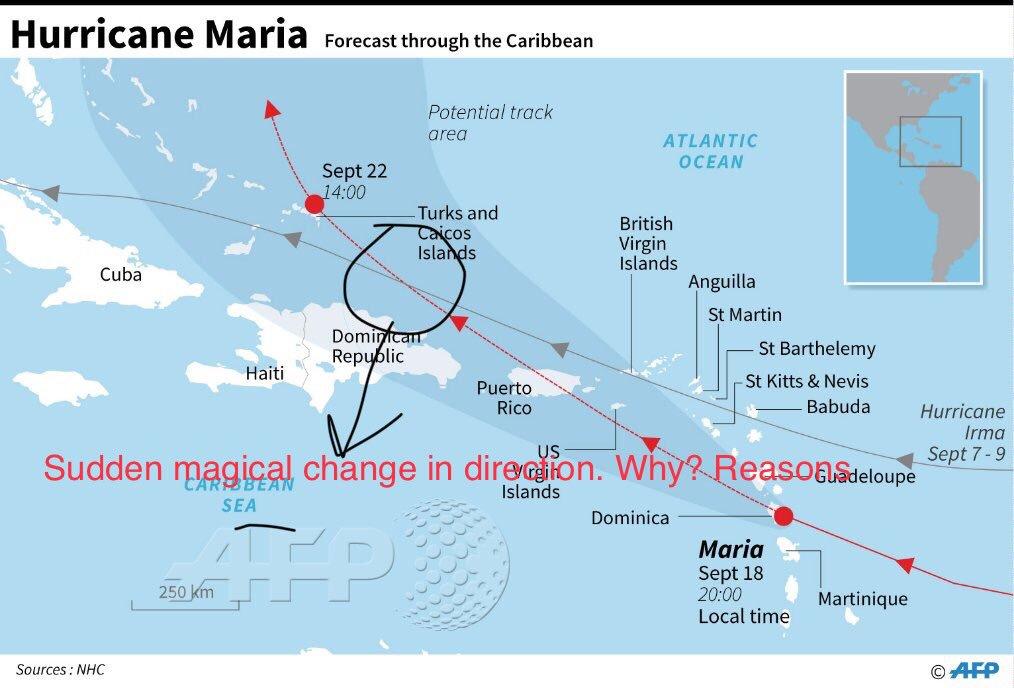 Hurricane Maria Forecast through the Caribbean
Potential track
area
ATLANTIC
OCEAN
Sept 22
14:00
Turks and
Caicos
Islands
British
Virgin
Islands
Anguilla
St Martin
St Barthelemy
St Kitts & Nevis
Babuda
Cuba
Dominican
Republic
Haiti
Puerto
Rico
Hurricane
Irma
Sept 7 - 9
US
Virgin
Islands
Sudden magical change in direction. Why? Reasons
Guadeloupe
CARIBBEAN
SEA
Dominica
Maria
Sept 18
20:00
Local time
Martinique
AFP
250 km
Sources : NHC
© AFP